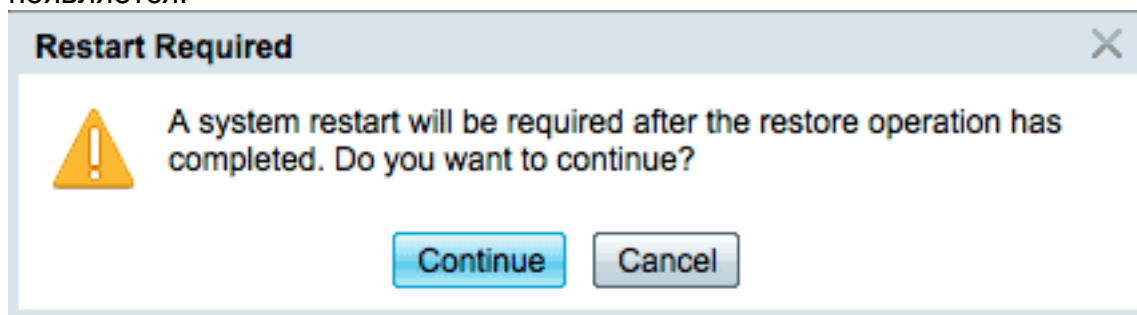 появляется.
Restart Required
A system restart will be required after the restore operation has
completed. Do you want to continue?
Continue Cancel